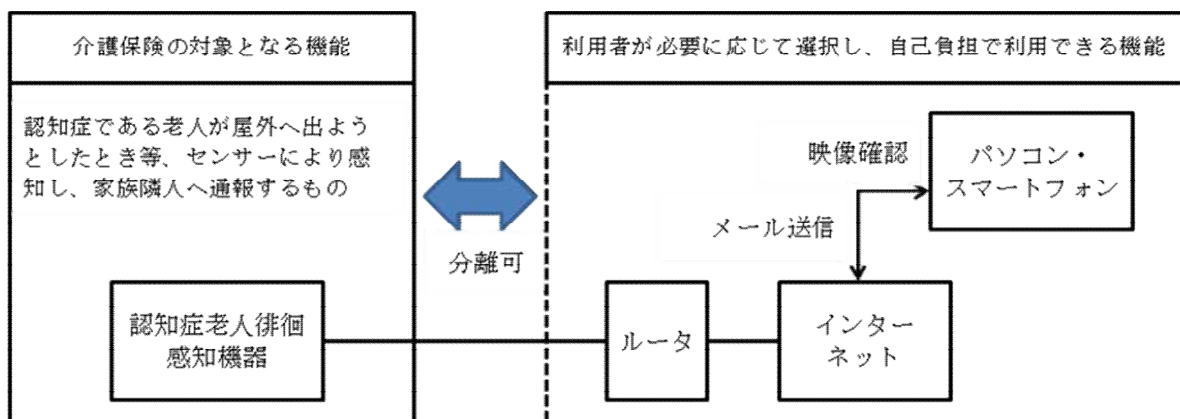 介護保険の対象となる機能
利用者が必要に応じて選択し、自己負担で利用できる機能
認知症である老人が屋外へ出よう
としたとき等、センサーにより感
知し、家族隣人へ通報するもの
分離可
映像確認
パソコン・
スマートフォン
メール送信
認知症老人徘徊
感知機器
ルータ
インター
ネット